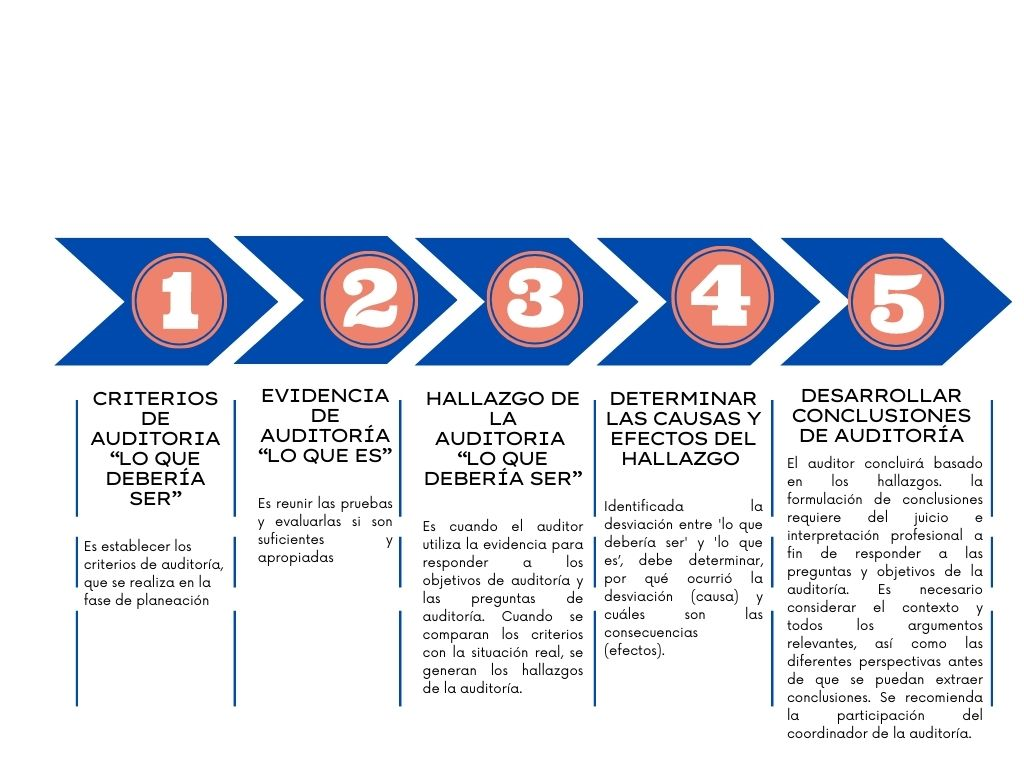 1
2
3
4
5
CRITERIOS
DE
AUDITORIA
“LO QUE
DEBERÍA
SER”
Es establecer los
criterios de auditoría,
que se realiza en la
fase de planeación
EVIDENCIA
DE
AUDITORÍA
“LO QUE ES”
Es reunir las pruebas
y evaluarlas si son
suficientes y
apropiadas
HALLAZGO DE
LA
AUDITORIA
“LO QUE
DEBERÍA SER”
Es cuando el auditor
utiliza la evidencia para
responder a los
objetivos de auditoría y
las preguntas de
auditoría. Cuando se
comparan los criterios
con la situación real, se
generan los hallazgos
de la auditoría.
DETERMINAR
LAS CAUSAS Y
EFECTOS DEL
HALLAZGO
Identificada la
desviación entre 'lo que
debería ser' y 'lo que
es’, debe determinar,
por qué ocurrió la
desviación (causa) y
cuáles son las
consecuencias
(efectos).
DESARROLLAR
CONCLUSIONES
DE AUDITORÍA
El auditor concluirá basado
en los hallazgos. la
formulación de conclusiones
requiere del juicio e
interpretación profesional a
fin de responder a las
preguntas y objetivos de la
auditoría. Es necesario
considerar el contexto y
todos los argumentos
relevantes, así como las
diferentes perspectivas antes
de que se puedan extraer
conclusiones. Se recomienda
la participación del
coordinador de la auditoría.